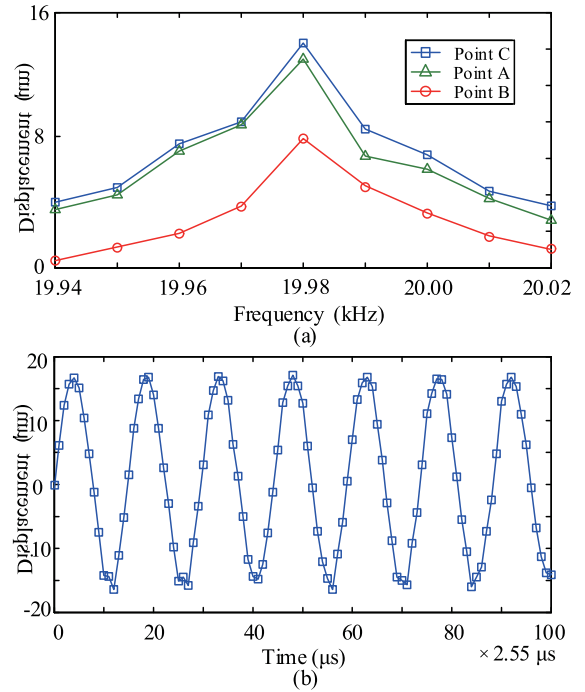 16
8
0
Displacement (μm)
Point C
Point A
Point B
19.94 19.96 19.98 20.00 20.02
Frequency (kHz)
(a)
20
10
0
-10
-20
Displacement (μm)
0 20 40 60 80 100
Time (μs)
× 2.55 μs
(b)